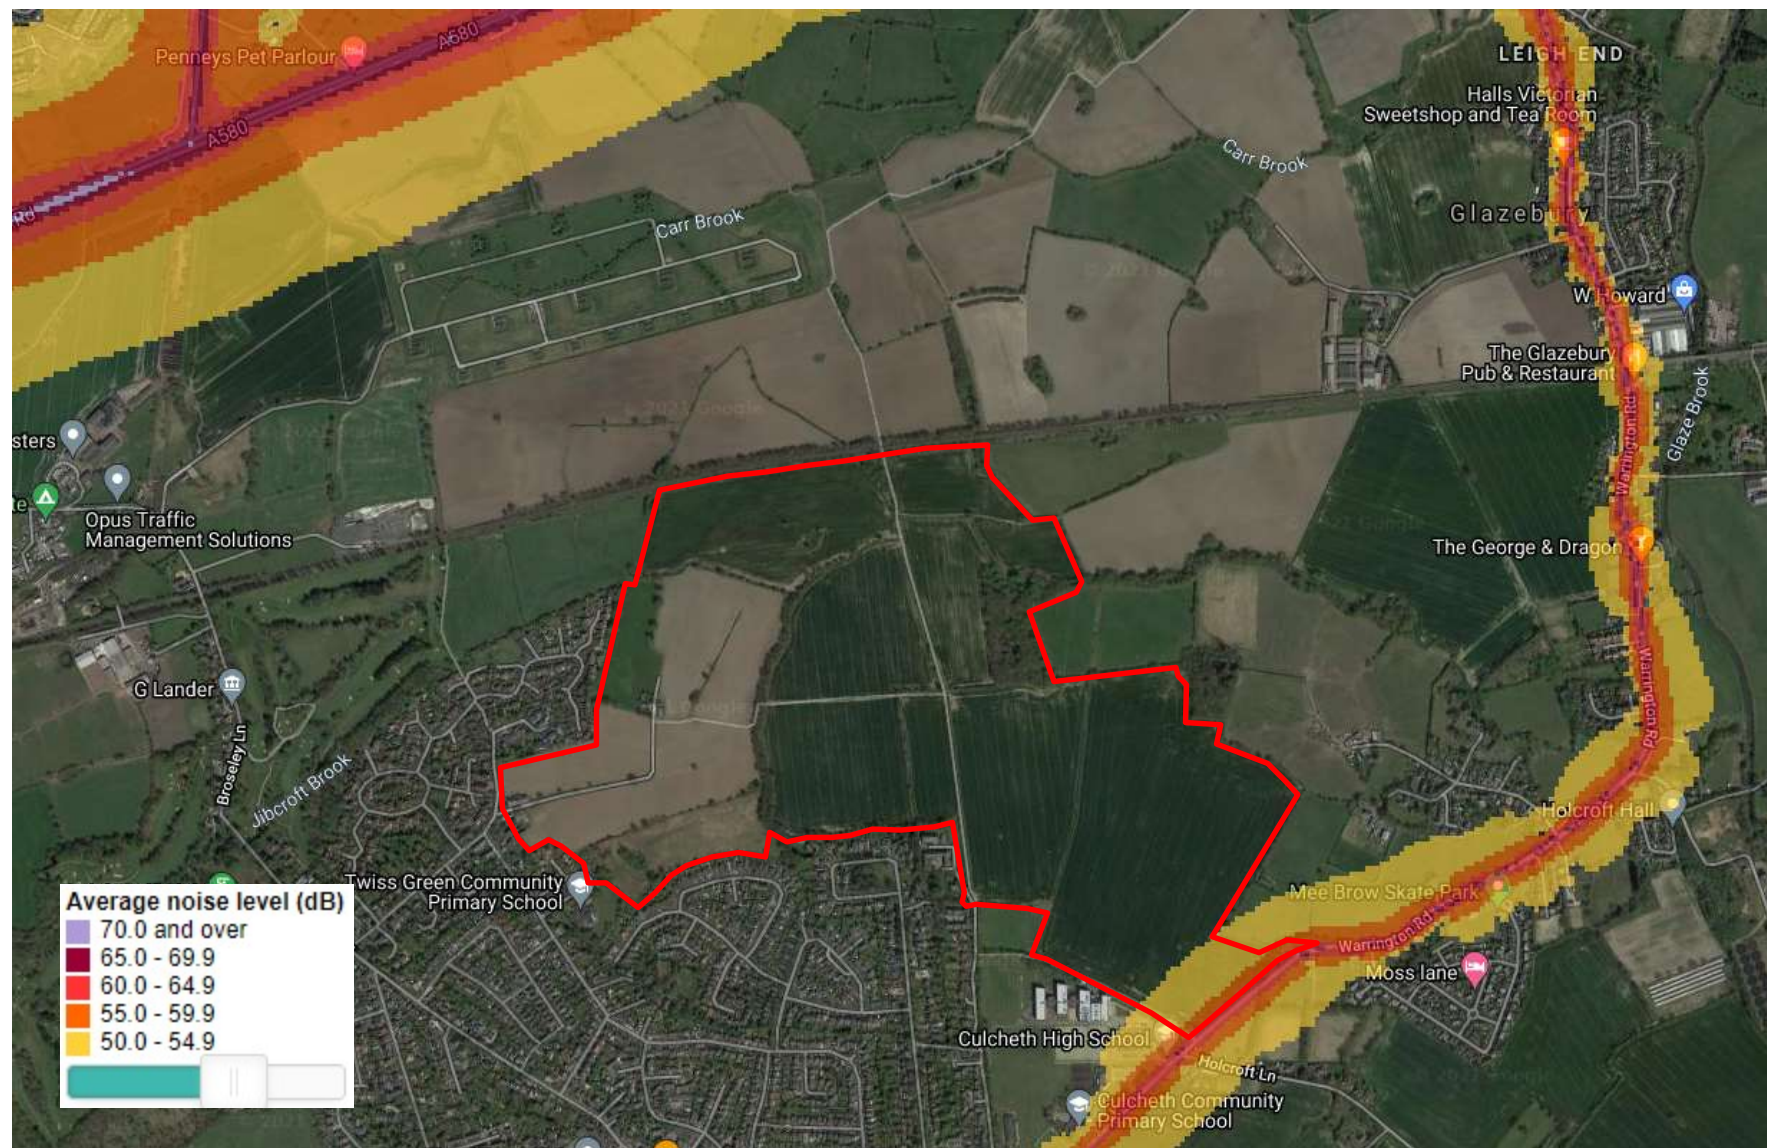 Penneys Pet Parlour
A580
A580
Rd
LEIGH END
Halls Victorian
Sweetshop and Tea Room
Carr Brook
Glazebury
Carr Brook
W Howard
The Glazebury
Pub & Restaurant
Glaze Brook
Warrington Rd
sters
te
Opus Traffic
Management Solutions
The George & Dragon
G Lander
Warrington Rd
Broseley Ln
Jibcroft Brook
Holcroft Hall
Twiss Green Community
Primary School
Mee Brow Skate Park
Warrington Rd
Moss lane
Culcheth High School
Holcroft Ln
Culcheth Community
Primary School
Average noise level (dB)
70.0 and over
65.0 - 69.9
60.0 - 64.9
55.0 - 59.9
50.0 - 54.9